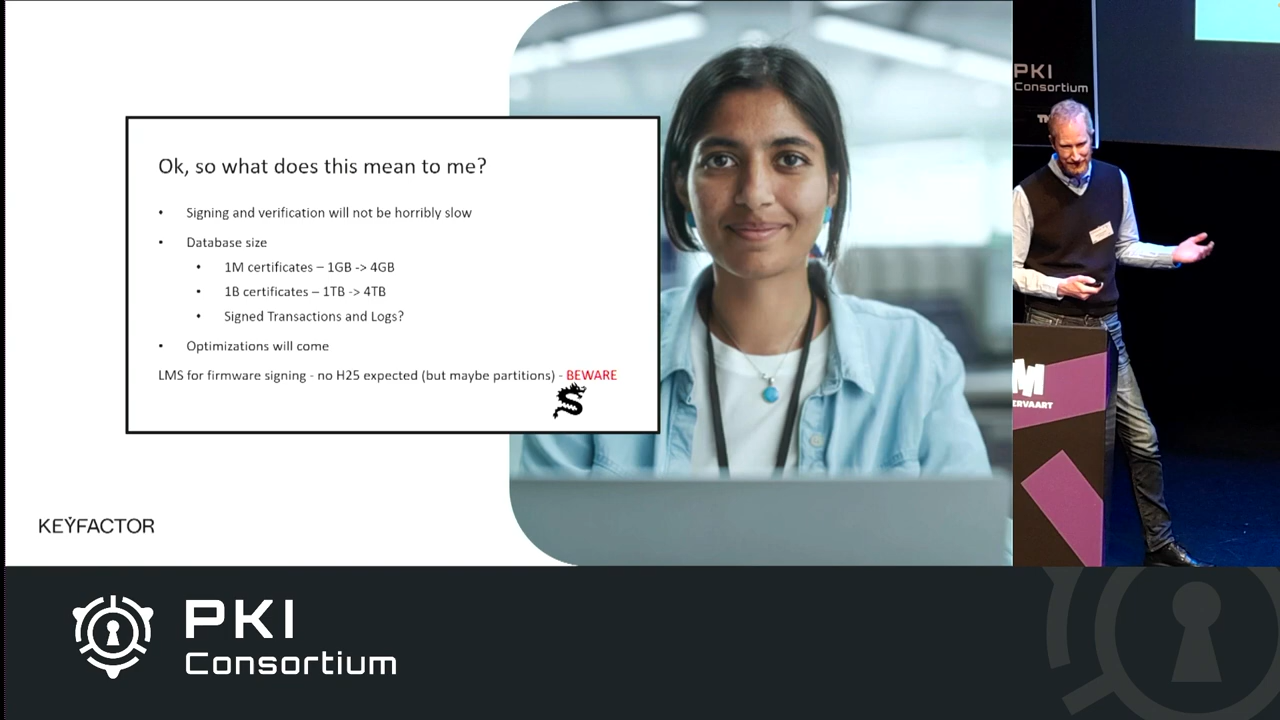 Ok, so what does this mean to me?
• Signing and verification will not be horribly slow
• Database size
• 1M certificates – 1GB -> 4GB
• 1B certificates – 1TB -> 4TB
• Signed Transactions and Logs?
• Optimizations will come
LMS for firmware signing - no H25 expected (but maybe partitions) - BEWARE
KEYFACTOR
PKI
Consortium
ERVAART
PKI
Consortium